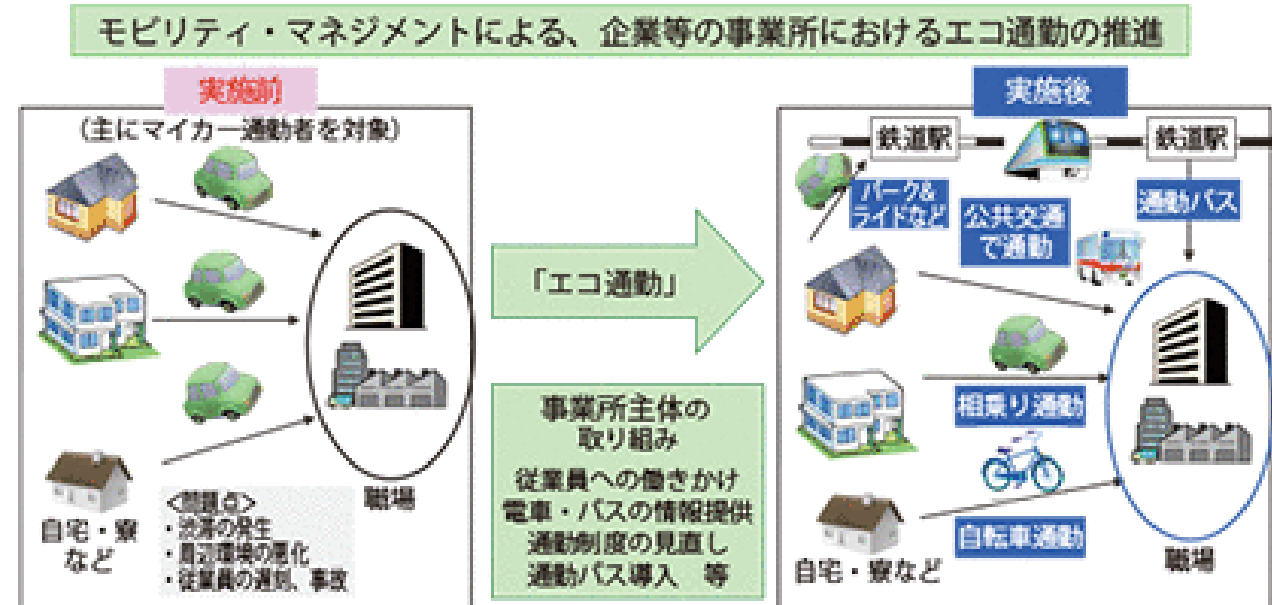 モビリティ・マネジメントによる、企業等の事業所におけるエコ通勤の推進
実施前
(主にマイカー通勤者を対象)
職場
自宅・寮
など
<問題点>
・渋滞の発生
・周辺環境の悪化
・従業員の遅刻、事故
「エコ通勤」
事業所主体の
取り組み
従業員への働きかけ
電車・バスの情報提供
通勤制度の見直し
通勤バス導入 等
実施後
鉄道駅
鉄道駅
パーク&
ライドなど
公共交通
で通勤
通勤バス
相乗り通勤
自転車通勤
自宅・寮など
職場